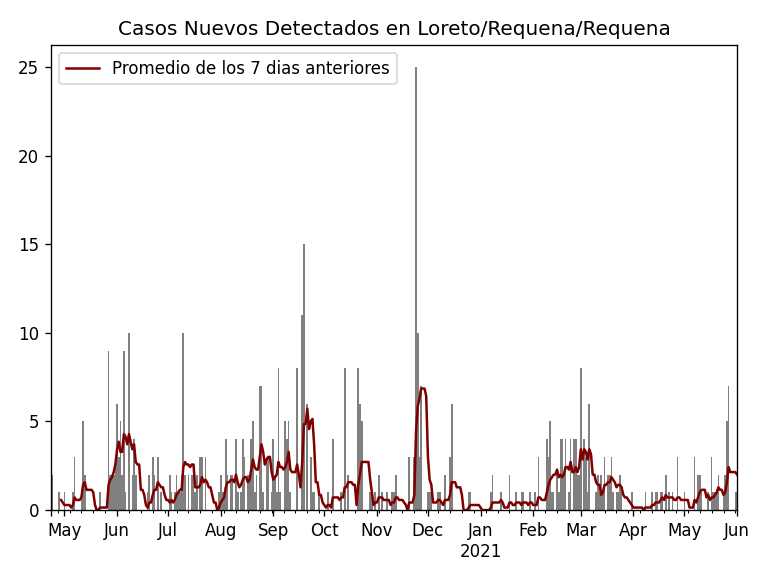 Casos Nuevos Detectados en Loreto/Requena/Requena
Promedio de los 7 dias anteriores
25
20
15
10
5
0
May Jun Jul Aug Sep Oct Nov Dec Jan Feb Mar Apr May Jun
2021